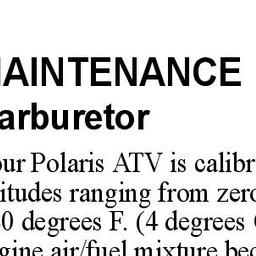 MAINTENANCE
arburetor
our Polaris ATV is calibr
itudes ranging from zero
0 degrees F. (4 degrees
gine air/fuel mixture bec